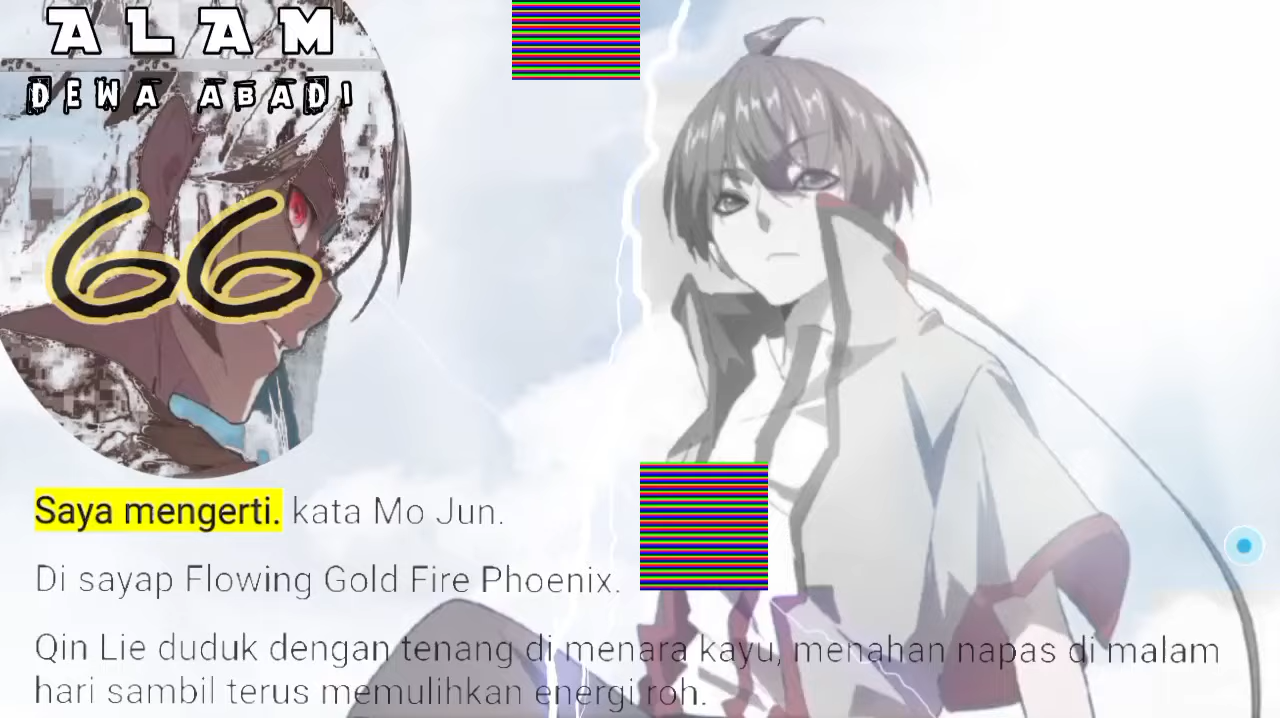 ALAM
DEWA ABADI
66
Saya mengerti. kata Mo Jun.
Di sayap Flowing Gold Fire Phoenix.
Qin Lie duduk dengan tenang di menara kayu, menahan napas di malam
hari sambil terus memulihkan energi roh.